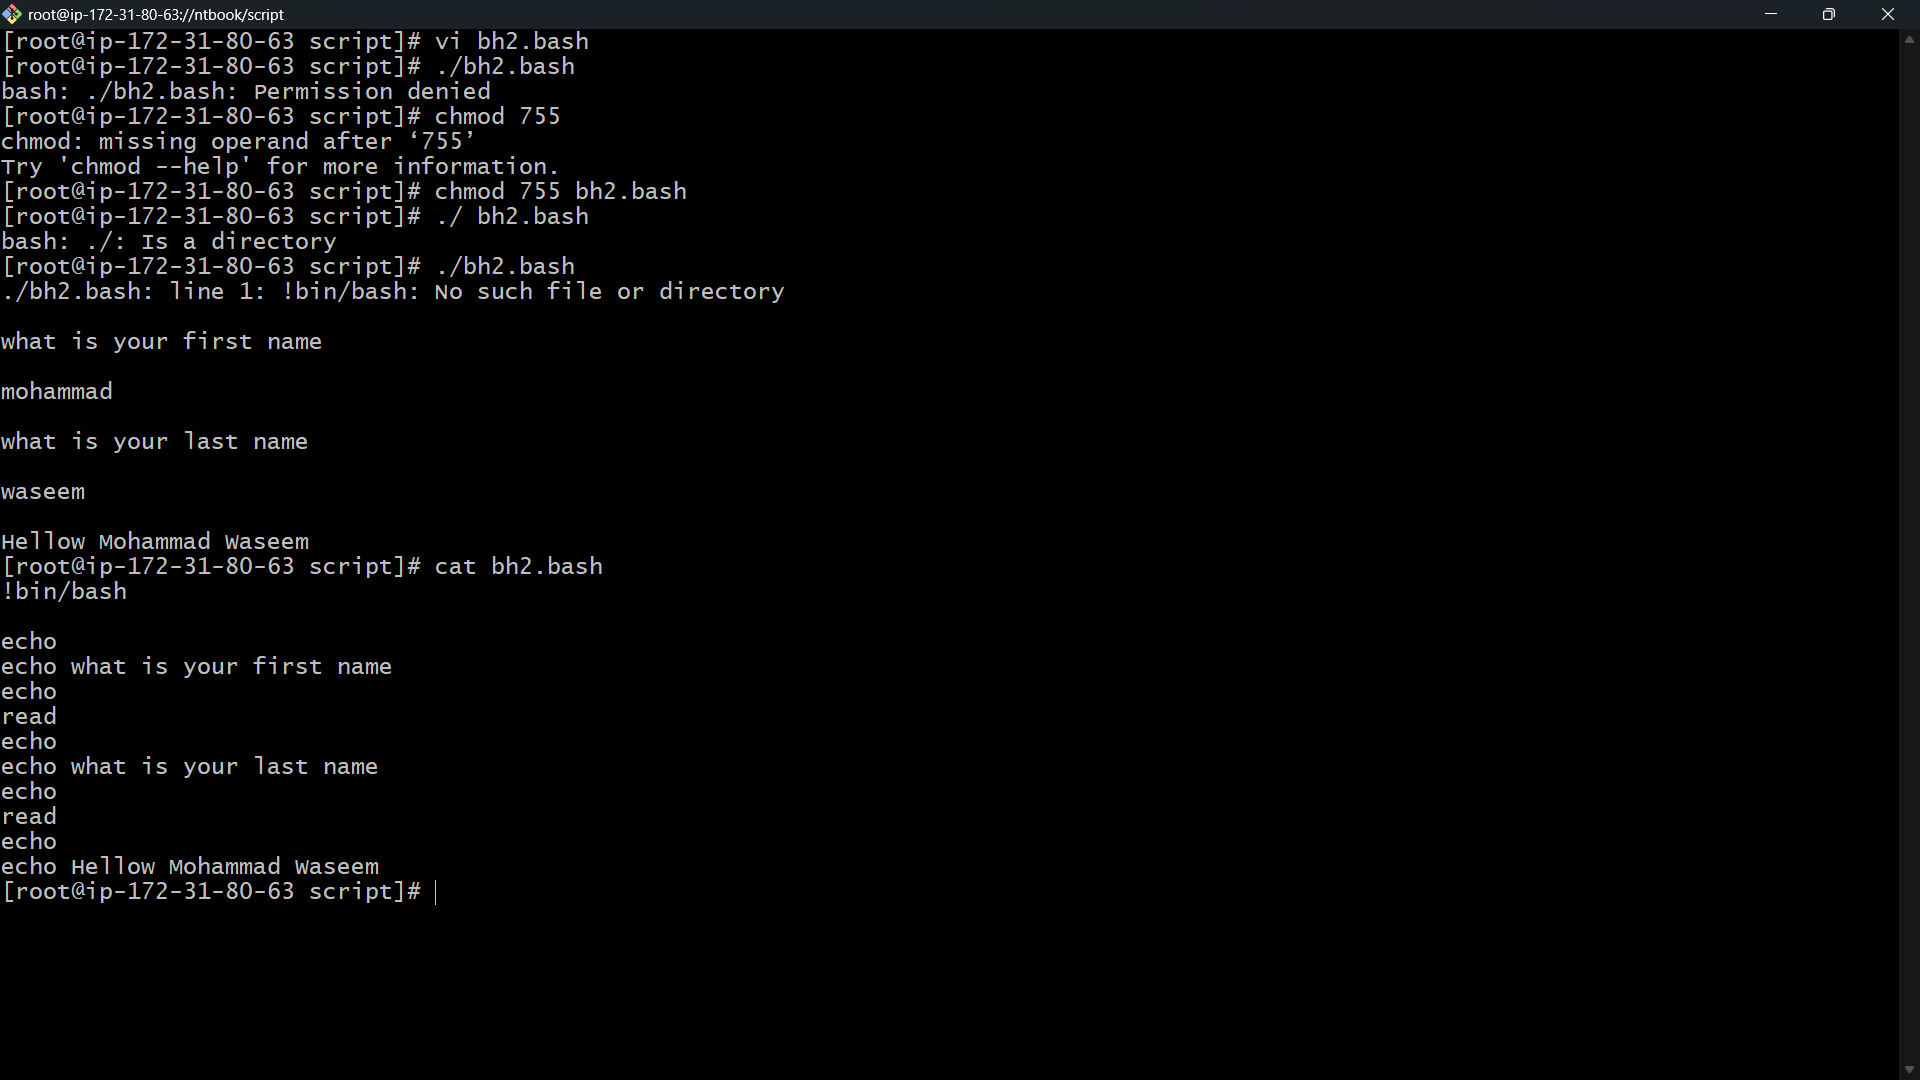 root@ip-172-31-80-63://ntbook/script
[root@ip-172-31-80-63 script]# vi bh2.bash
[root@ip-172-31-80-63 script]# ./bh2.bash
bash: ./bh2.bash: Permission denied
[root@ip-172-31-80-63 script]# chmod 755
chmod: missing operand after ‘755’
Try 'chmod --help' for more information.
[root@ip-172-31-80-63 script]# chmod 755 bh2.bash
[root@ip-172-31-80-63 script]# ./ bh2.bash
bash: ./: Is a directory
[root@ip-172-31-80-63 script]# ./bh2.bash
./bh2.bash: line 1: !bin/bash: No such file or directory
what is your first name
mohammad
what is your last name
waseem
Hellow Mohammad Waseem
[root@ip-172-31-80-63 script]# cat bh2.bash
!bin/bash
echo
echo what is your first name
echo
read
echo
echo what is your last name
echo
read
echo
echo Hellow Mohammad Waseem
[root@ip-172-31-80-63 script]#